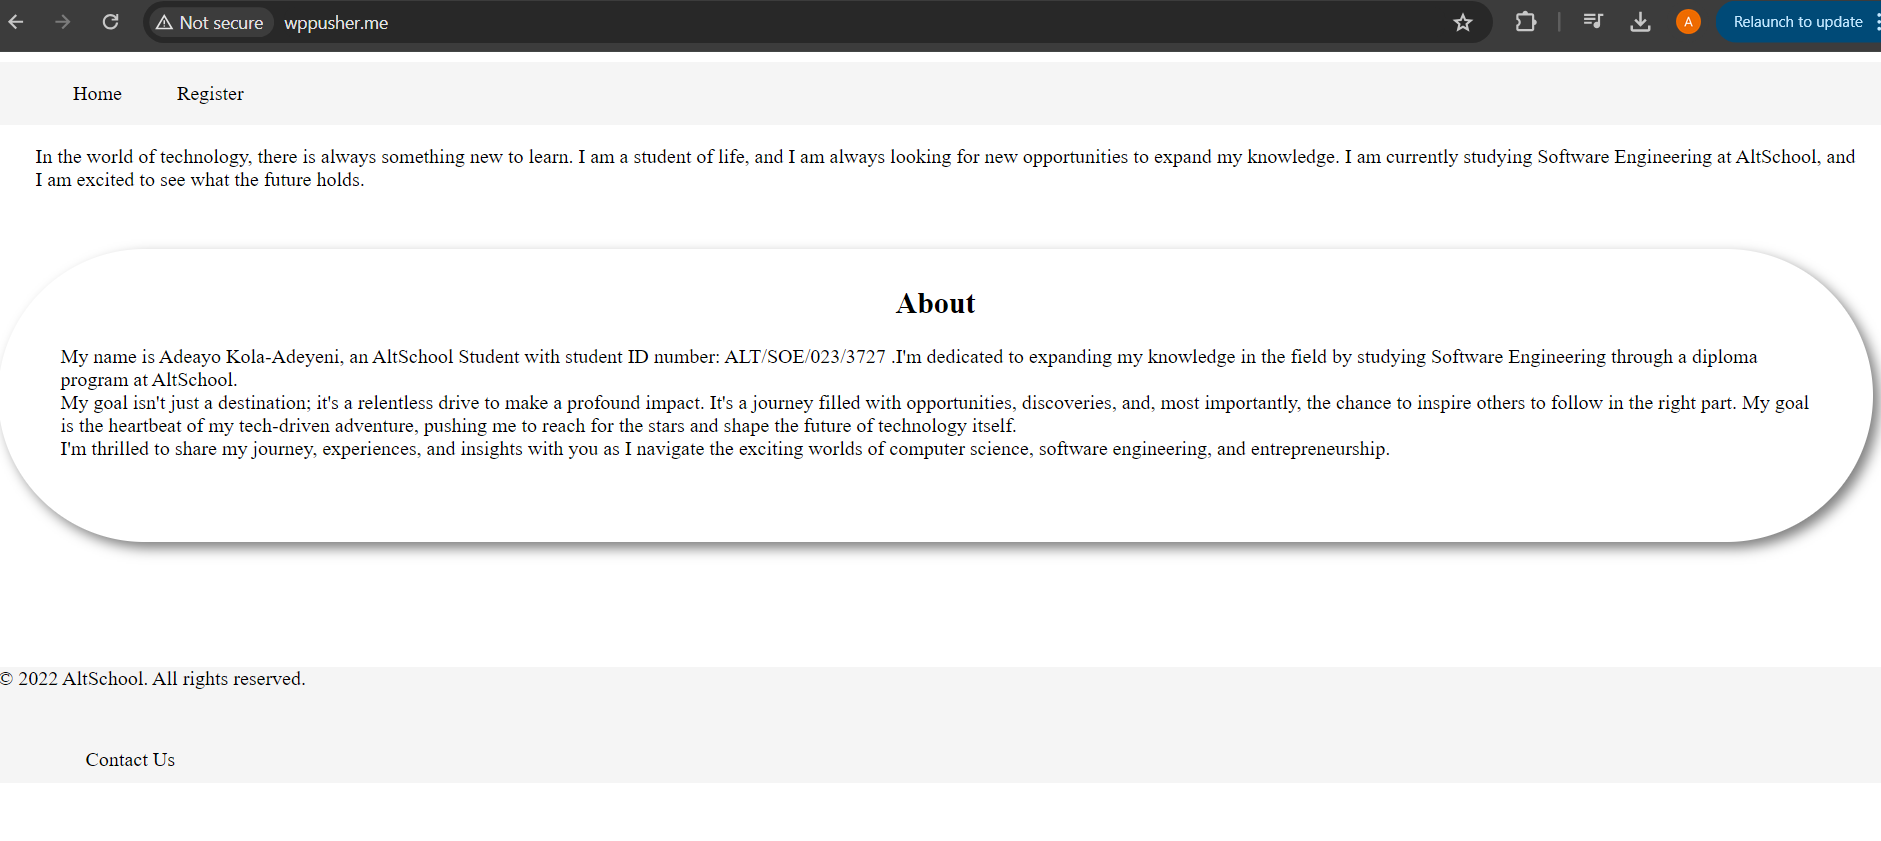 Not secure wppusher.me A Relaunch to update
Home Register
In the world of technology, there is always something new to learn. I am a student of life, and I am always looking for new opportunities to expand my knowledge. I am currently studying Software Engineering at AltSchool, and
I am excited to see what the future holds.
About
My name is Adeayo Kola-Adeyeni, an AltSchool Student with student ID number: ALT/SOE/023/3727 .I'm dedicated to expanding my knowledge in the field by studying Software Engineering through a diploma
program at AltSchool.
My goal isn't just a destination; it's a relentless drive to make a profound impact. It's a journey filled with opportunities, discoveries, and, most importantly, the chance to inspire others to follow in the right part. My goal
is the heartbeat of my tech-driven adventure, pushing me to reach for the stars and shape the future of technology itself.
I'm thrilled to share my journey, experiences, and insights with you as I navigate the exciting worlds of computer science, software engineering, and entrepreneurship.
© 2022 AltSchool. All rights reserved.
Contact Us